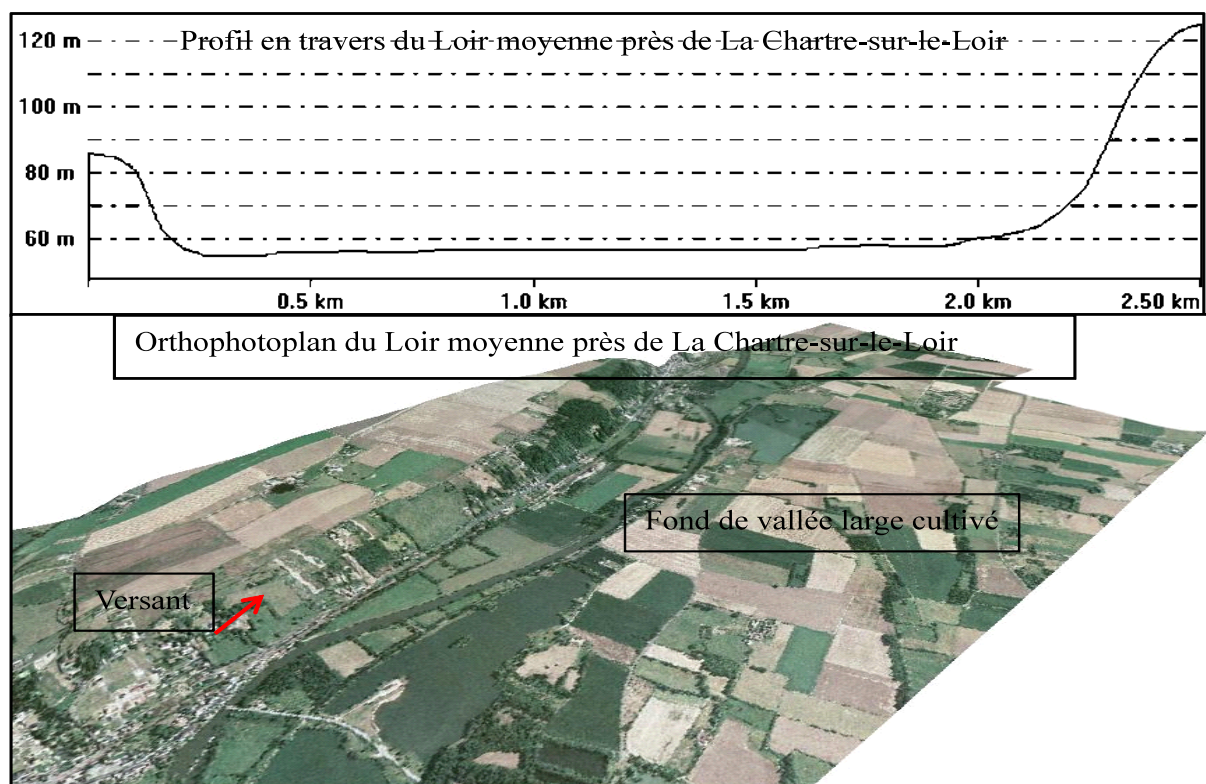 Profil en travers du Loir moyenne près de La Chartre-sur-le-Loir
120 m
100 m
80 m
60 m
0.5 km
1.0 km
1.5 km
2.0 km
2.50 km
Orthophotoplan du Loir moyenne près de La Chartre-sur-le-Loir
Fond de vallée large cultivé
Versant